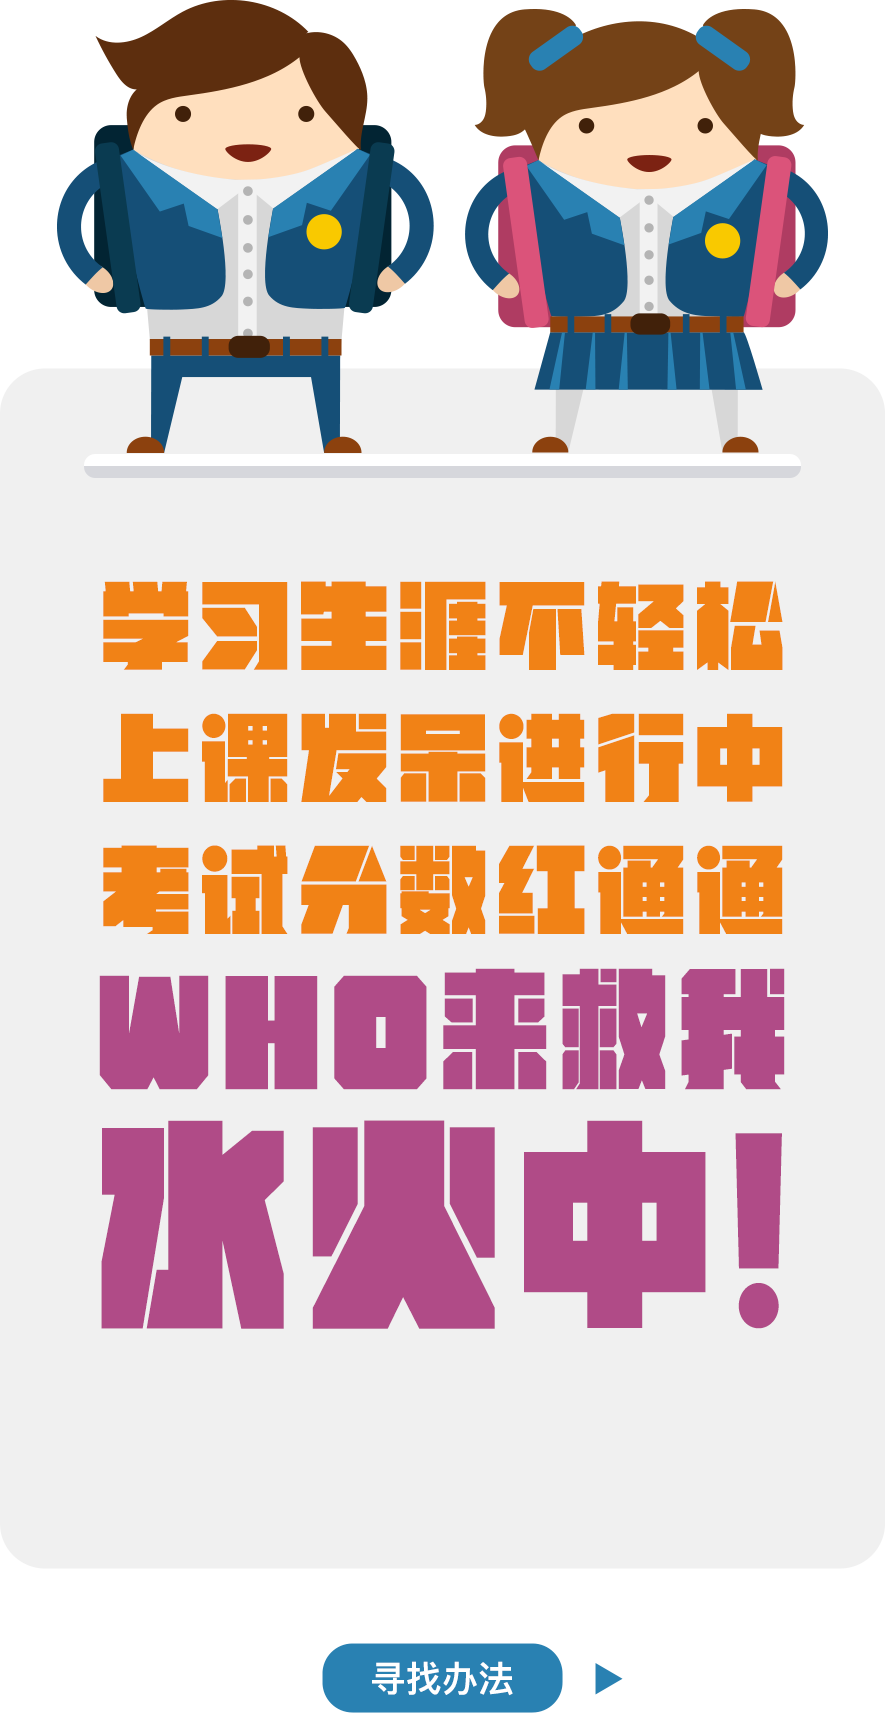 学习生涯不轻松
上课发呆进行中
考试分数红通通
WHO来救我
水火中!
寻找办法